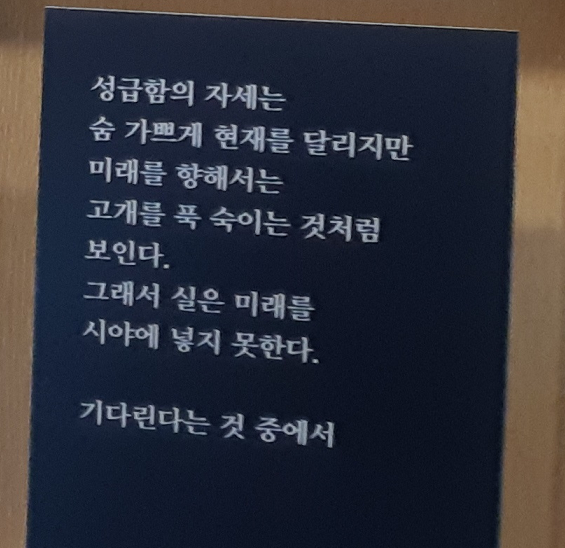 성급함의 자세는
숨 가쁘게 현재를 달리지만
미래를 향해서는
고개를 푹 숙이는 것처럼
보인다.
그래서 실은 미래를
시야에 넣지 못한다.
기다린다는 것 중에서